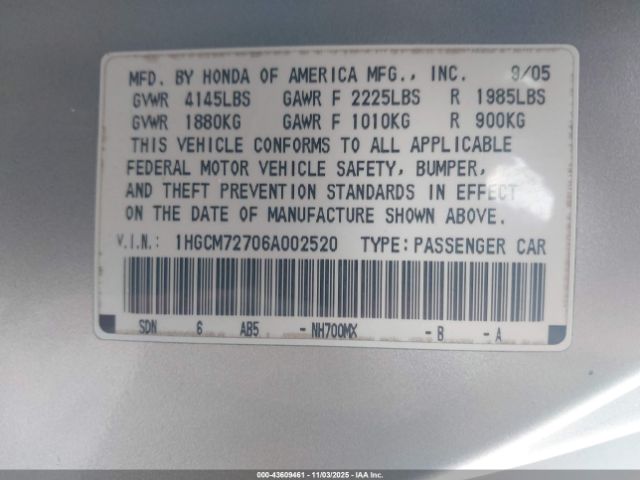 MFD. BY HONDA OF AMERICA MFG., INC. 9/05
GVWR 4145LBS GAWR F 2225LBS R 1985LBS
GVWR 1880KG GAWR F 1010KG R 900KG
THIS VEHICLE CONFORMS TO ALL APPLICABLE
FEDERAL MOTOR VEHICLE SAFETY, BUMPER,
AND THEFT PREVENTION STANDARDS IN EFFECT
ON THE DATE OF MANUFACTURE SHOWN ABOVE.
V.I.N.: 1HGCM72706A002520 TYPE: PASSENGER CAR
SDN 6 AB5 - NH700MX - B - A
000-43609461 - 11/03/2025 - IAA Inc.